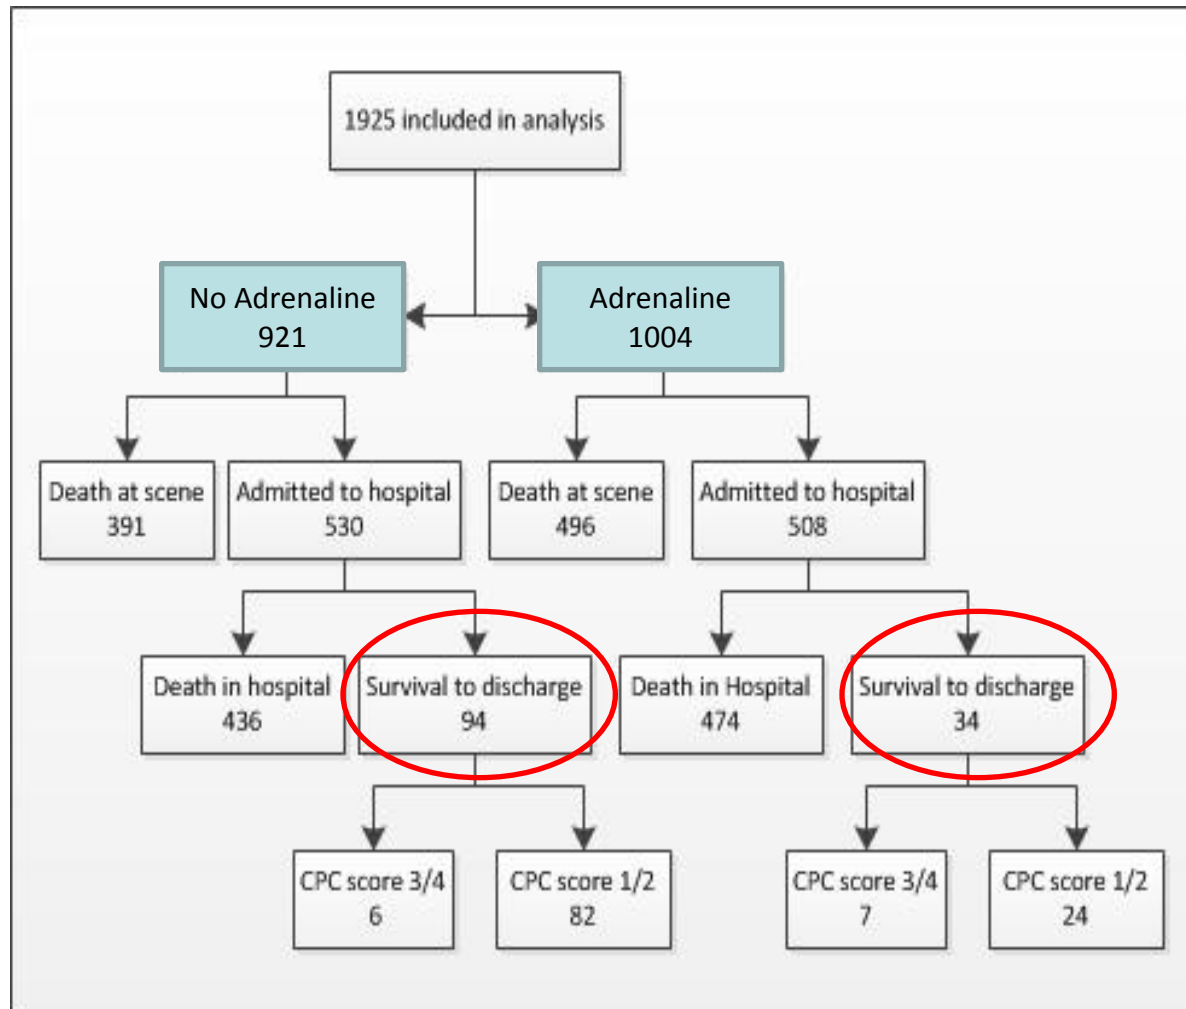 1925 included in analysis
No Adrenaline
921
Adrenaline
1004
Death at scene
391
Admitted to hospital
530
Death at scene
496
Admitted to hospital
508
Death in hospital
436
Survival to discharge
94
Death in Hospital
474
Survival to discharge
34
CPC score 3/4
6
CPC score 1/2
82
CPC score 3/4
7
CPC score 1/2
24